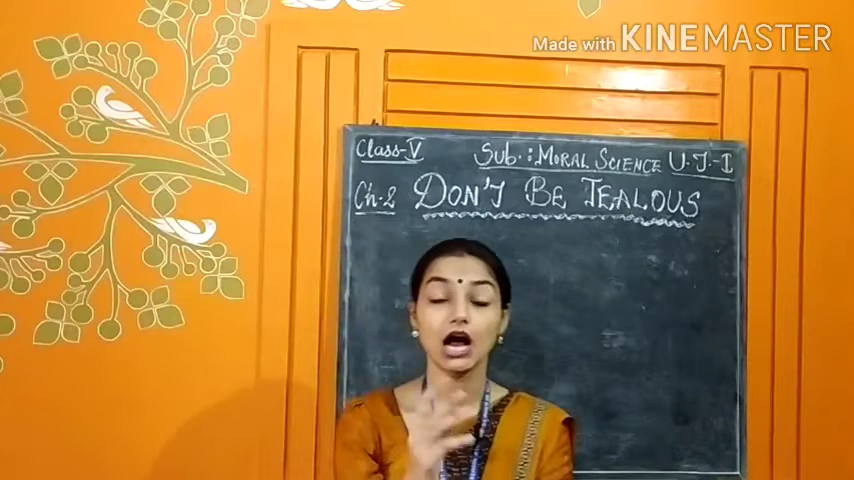 Made with KINEMASTER
Class-V Sub.: MORAL SCIENCE U.T.-I
Ch-2 DON'T BE JEALOUS